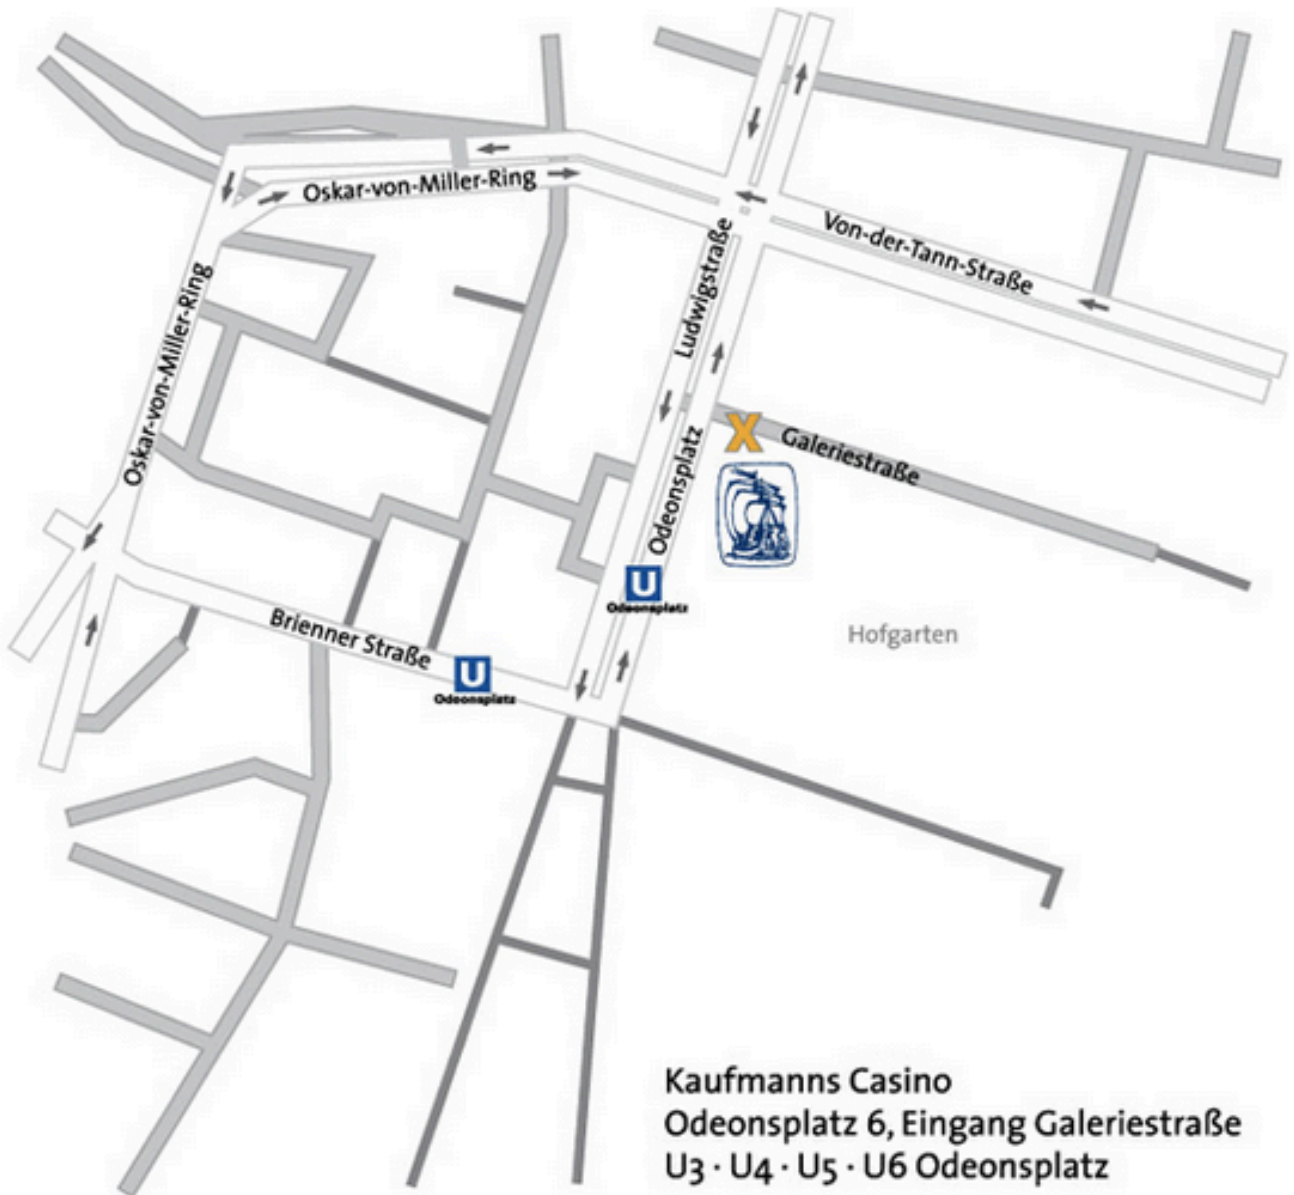 Oskar-von-Miller-Ring
Von-der-Tann-Straße
Ludwigstraße
Oskar-von-Miller-Ring
X
Galeriestraße
Odeonsplatz
U
Odeonsplatz
Hofgarten
Brienner Straße
U
Odeonsplatz
Kaufmanns Casino
Odeonsplatz 6, Eingang Galeriestraße
U3 · U4 · U5 · U6 Odeonsplatz